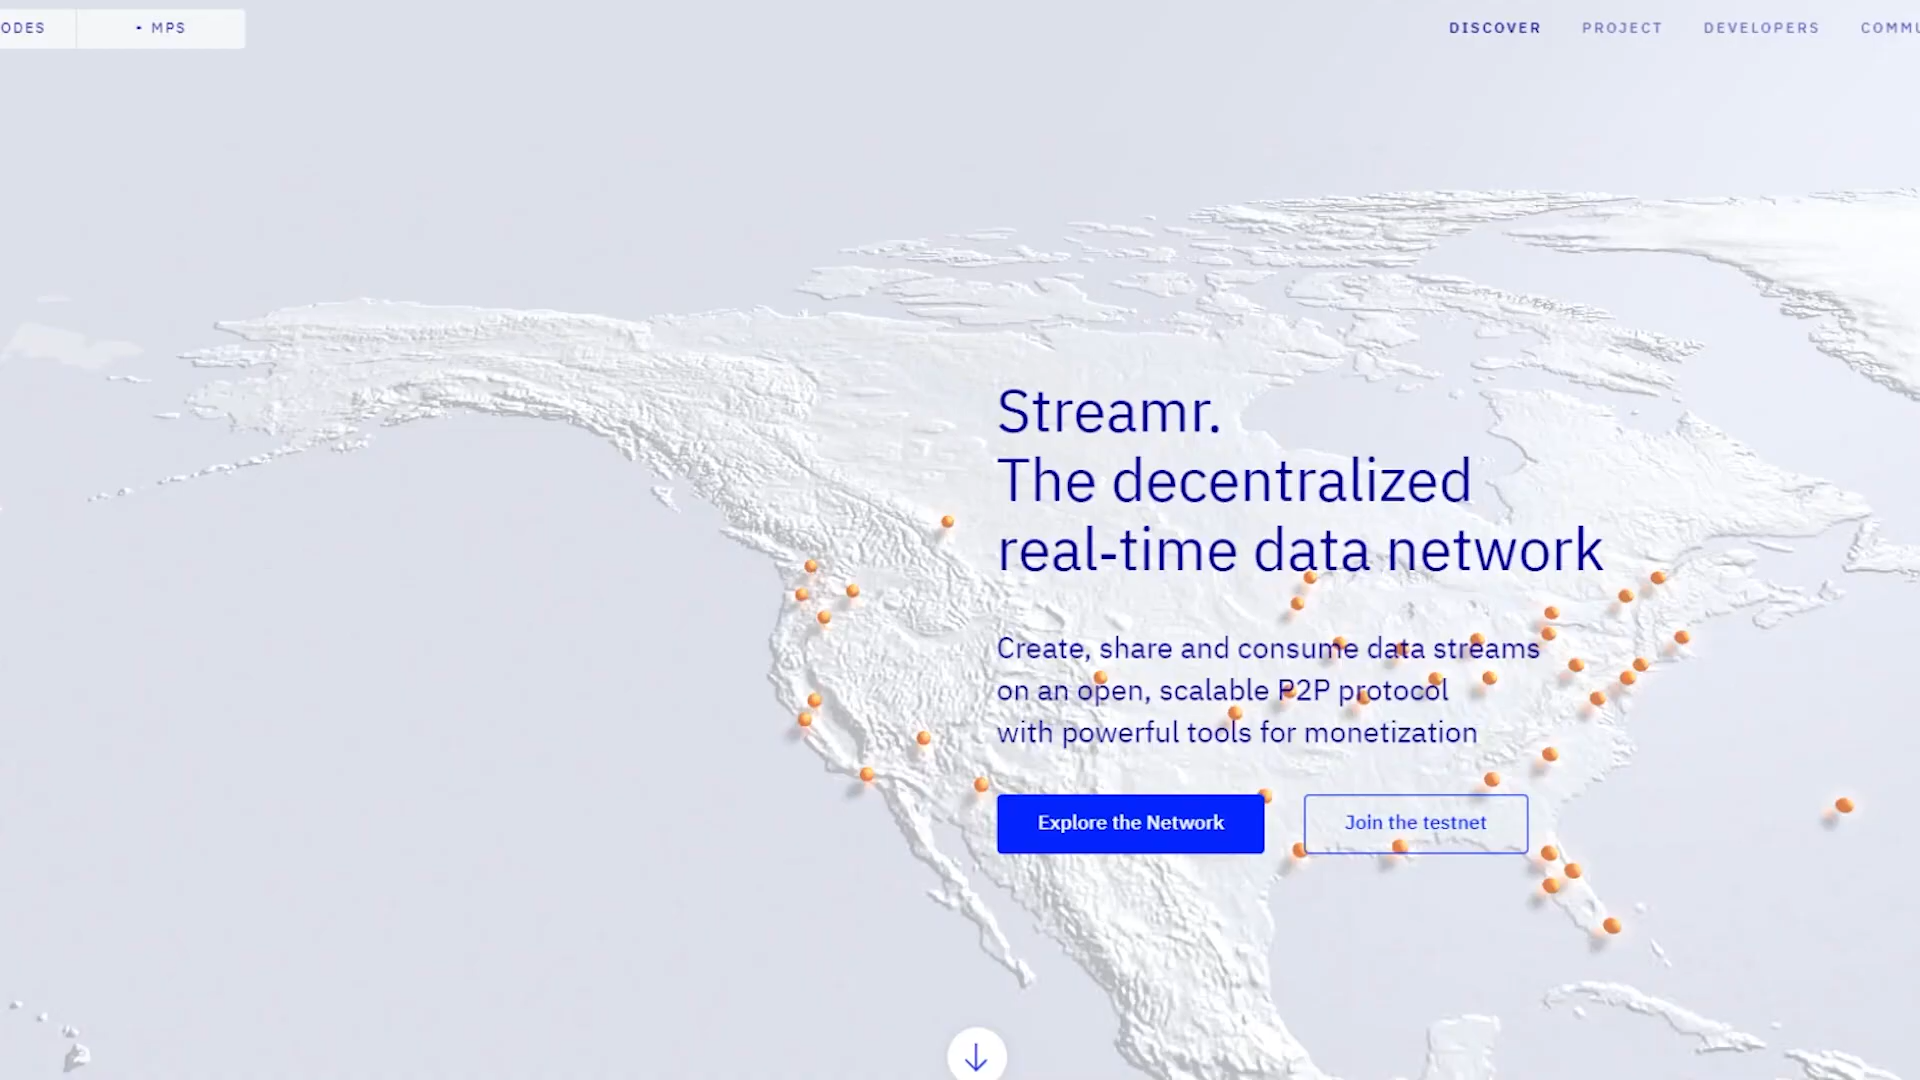 ODES
- MPS
DISCOVER
PROJECT
DEVELOPERS
COMMU
Streamr.
The decentralized
real-time data network
Create, share and consume data streams
on an open, scalable P2P protocol
with powerful tools for monetization
Explore the Network
Join the testnet